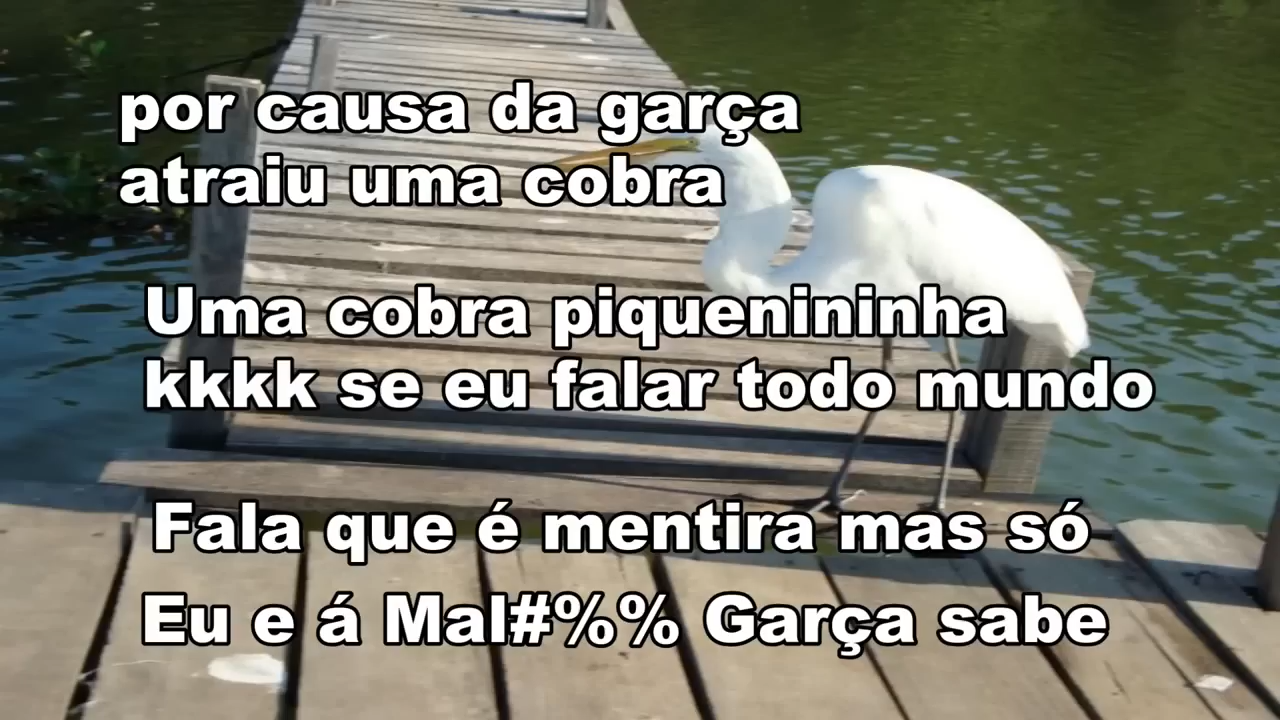 por causa da garça
atraiu uma cobra
Uma cobra piquenininha
kkkk se eu falar todo mundo
Fala que é mentira mas só
Eu e á Mal#%% Garça sabe